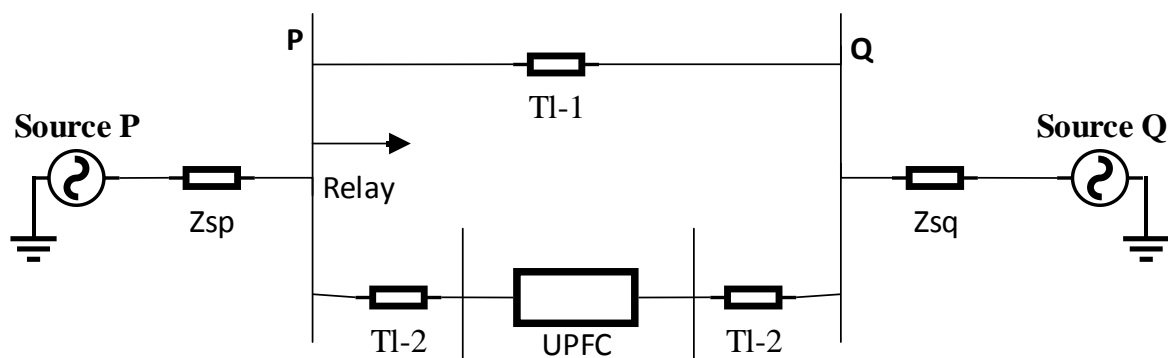 P
Q
Tl-1
Source P
Source Q
Relay
Zsp
Zsq
Tl-2
UPFC
Tl-2